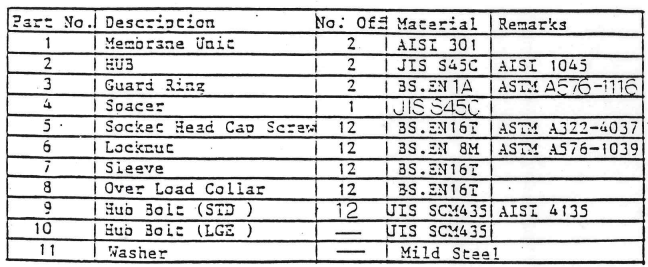 Part No. Description No. Off Material Remarks
1 Membrane Unit 2 AISI 301
2 HUB 2 JIS S45C AISI 1045
3 Guard Ring 2 BS.EN 1A ASTM A576-1116
4 Spacer 1 JIS S45C
5 Socket Head Cap Screw 12 BS.EN16T ASTM A322-4037
6 Locknut 12 BS.EN 8M ASTM A576-1039
7 Sleeve 12 BS.EN16T
8 Over Load Collar 12 BS.EN16T
9 Hub Bolt (STD ) 12 JIS SCM435 AISI 4135
10 Hub Bolt (LGE ) — JIS SCM435
11 Washer — Mild Steel